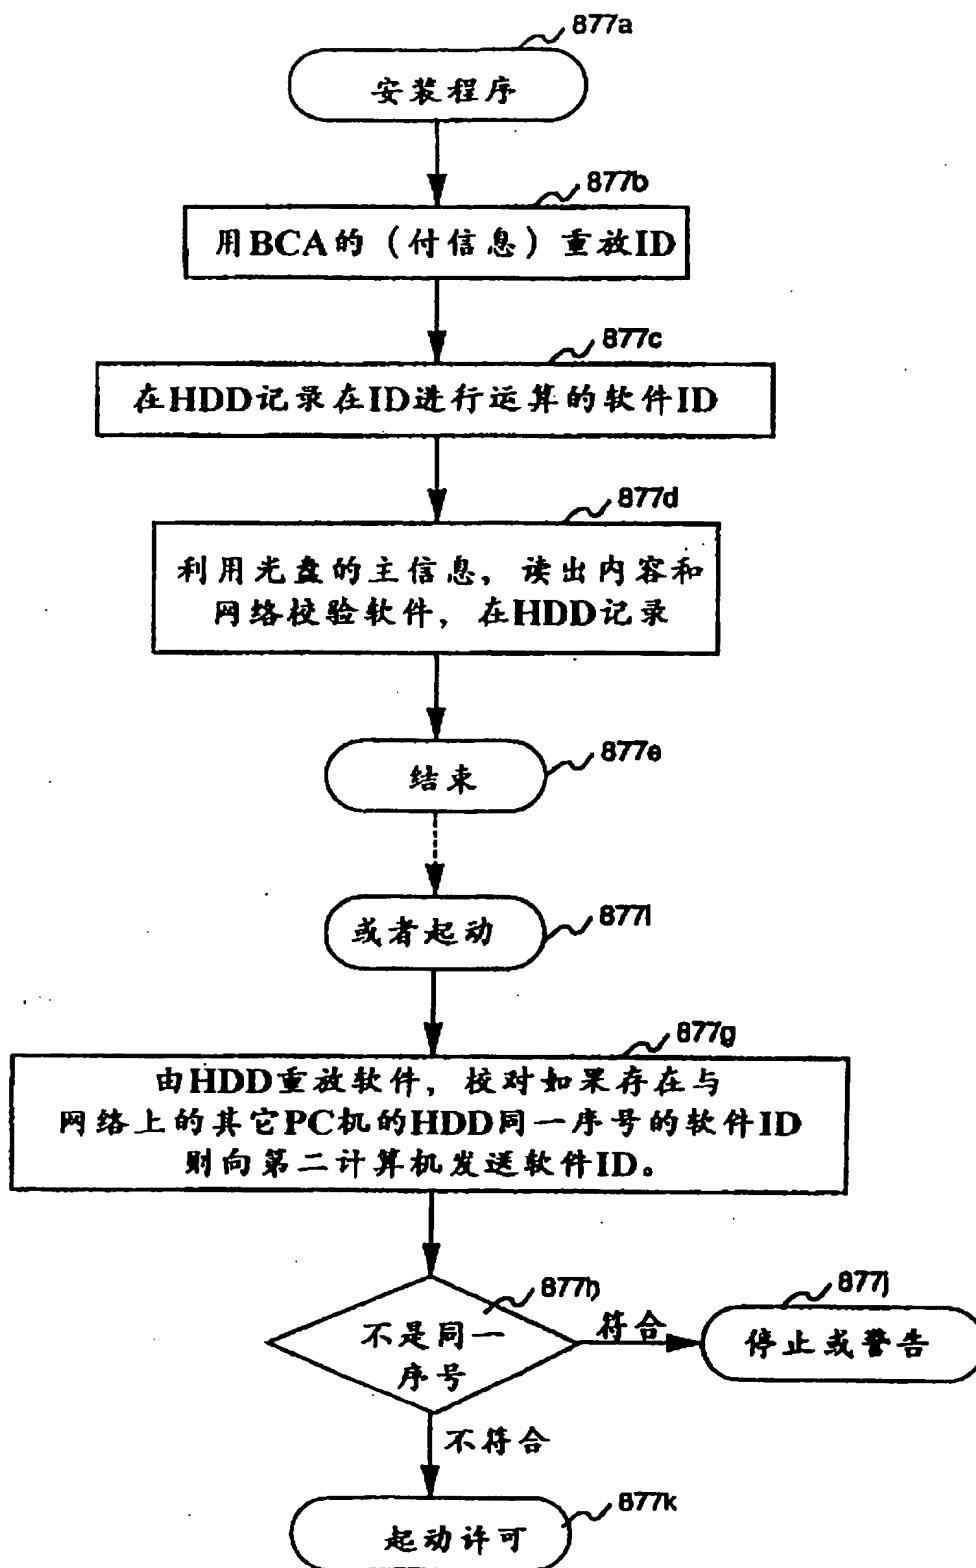 877a
安装程序
877b
用BCA的（付信息）重放ID
877c
在HDD记录在ID进行运算的软件ID
877d
利用光盘的主信息，读出内容和
网络校验软件，在HDD记录
877e
结束
877l
或者起动
877g
由HDD重放软件，校对如果存在与
网络上的其它PC机的HDD同一序号的软件ID
则向第二计算机发送软件ID。
877h
不是同一
序号
符合
877j
停止或警告
不符合
877k
起动许可